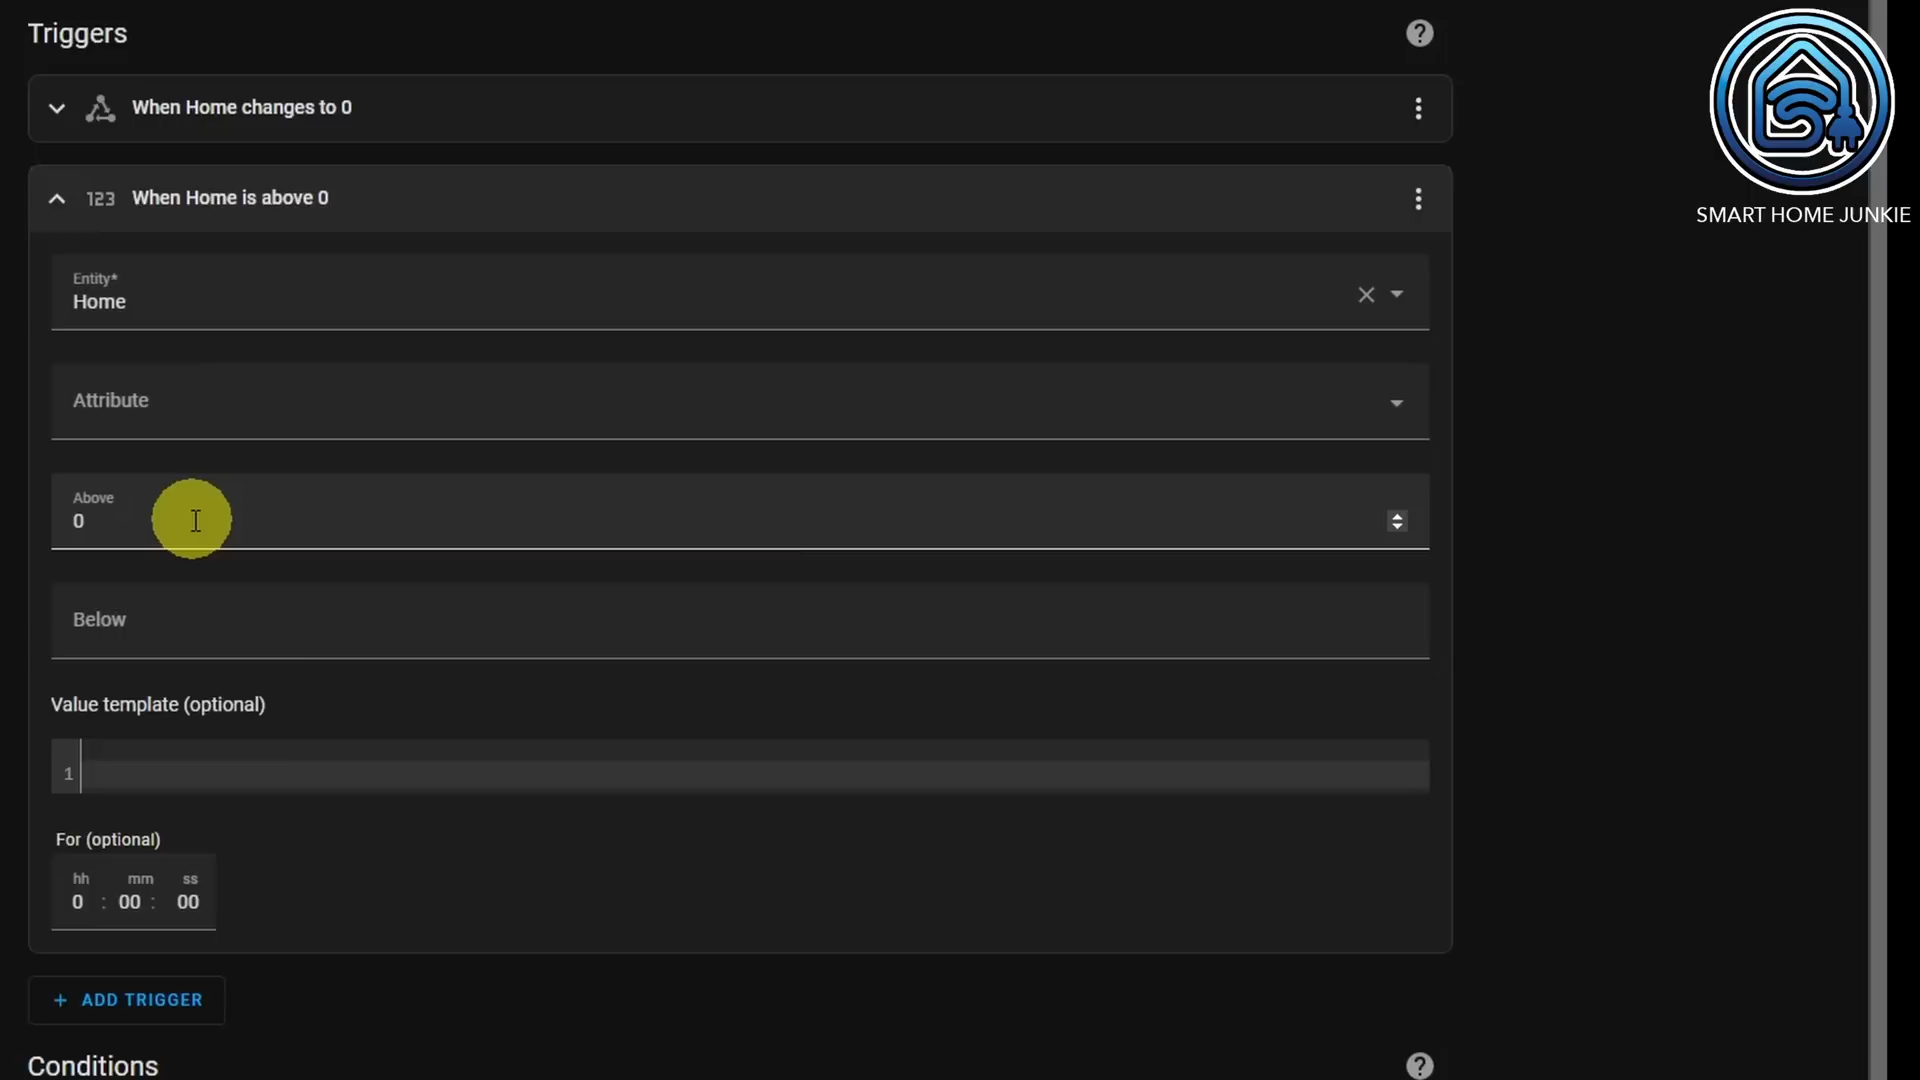 Triggers
When Home changes to 0
123 When Home is above 0
Entity*
Home
Attribute
Above
0
Below
Value template (optional)
1
For (optional)
hh mm ss
0 : 00 : 00
+ ADD TRIGGER
Conditions
SMART HOME JUNKIE